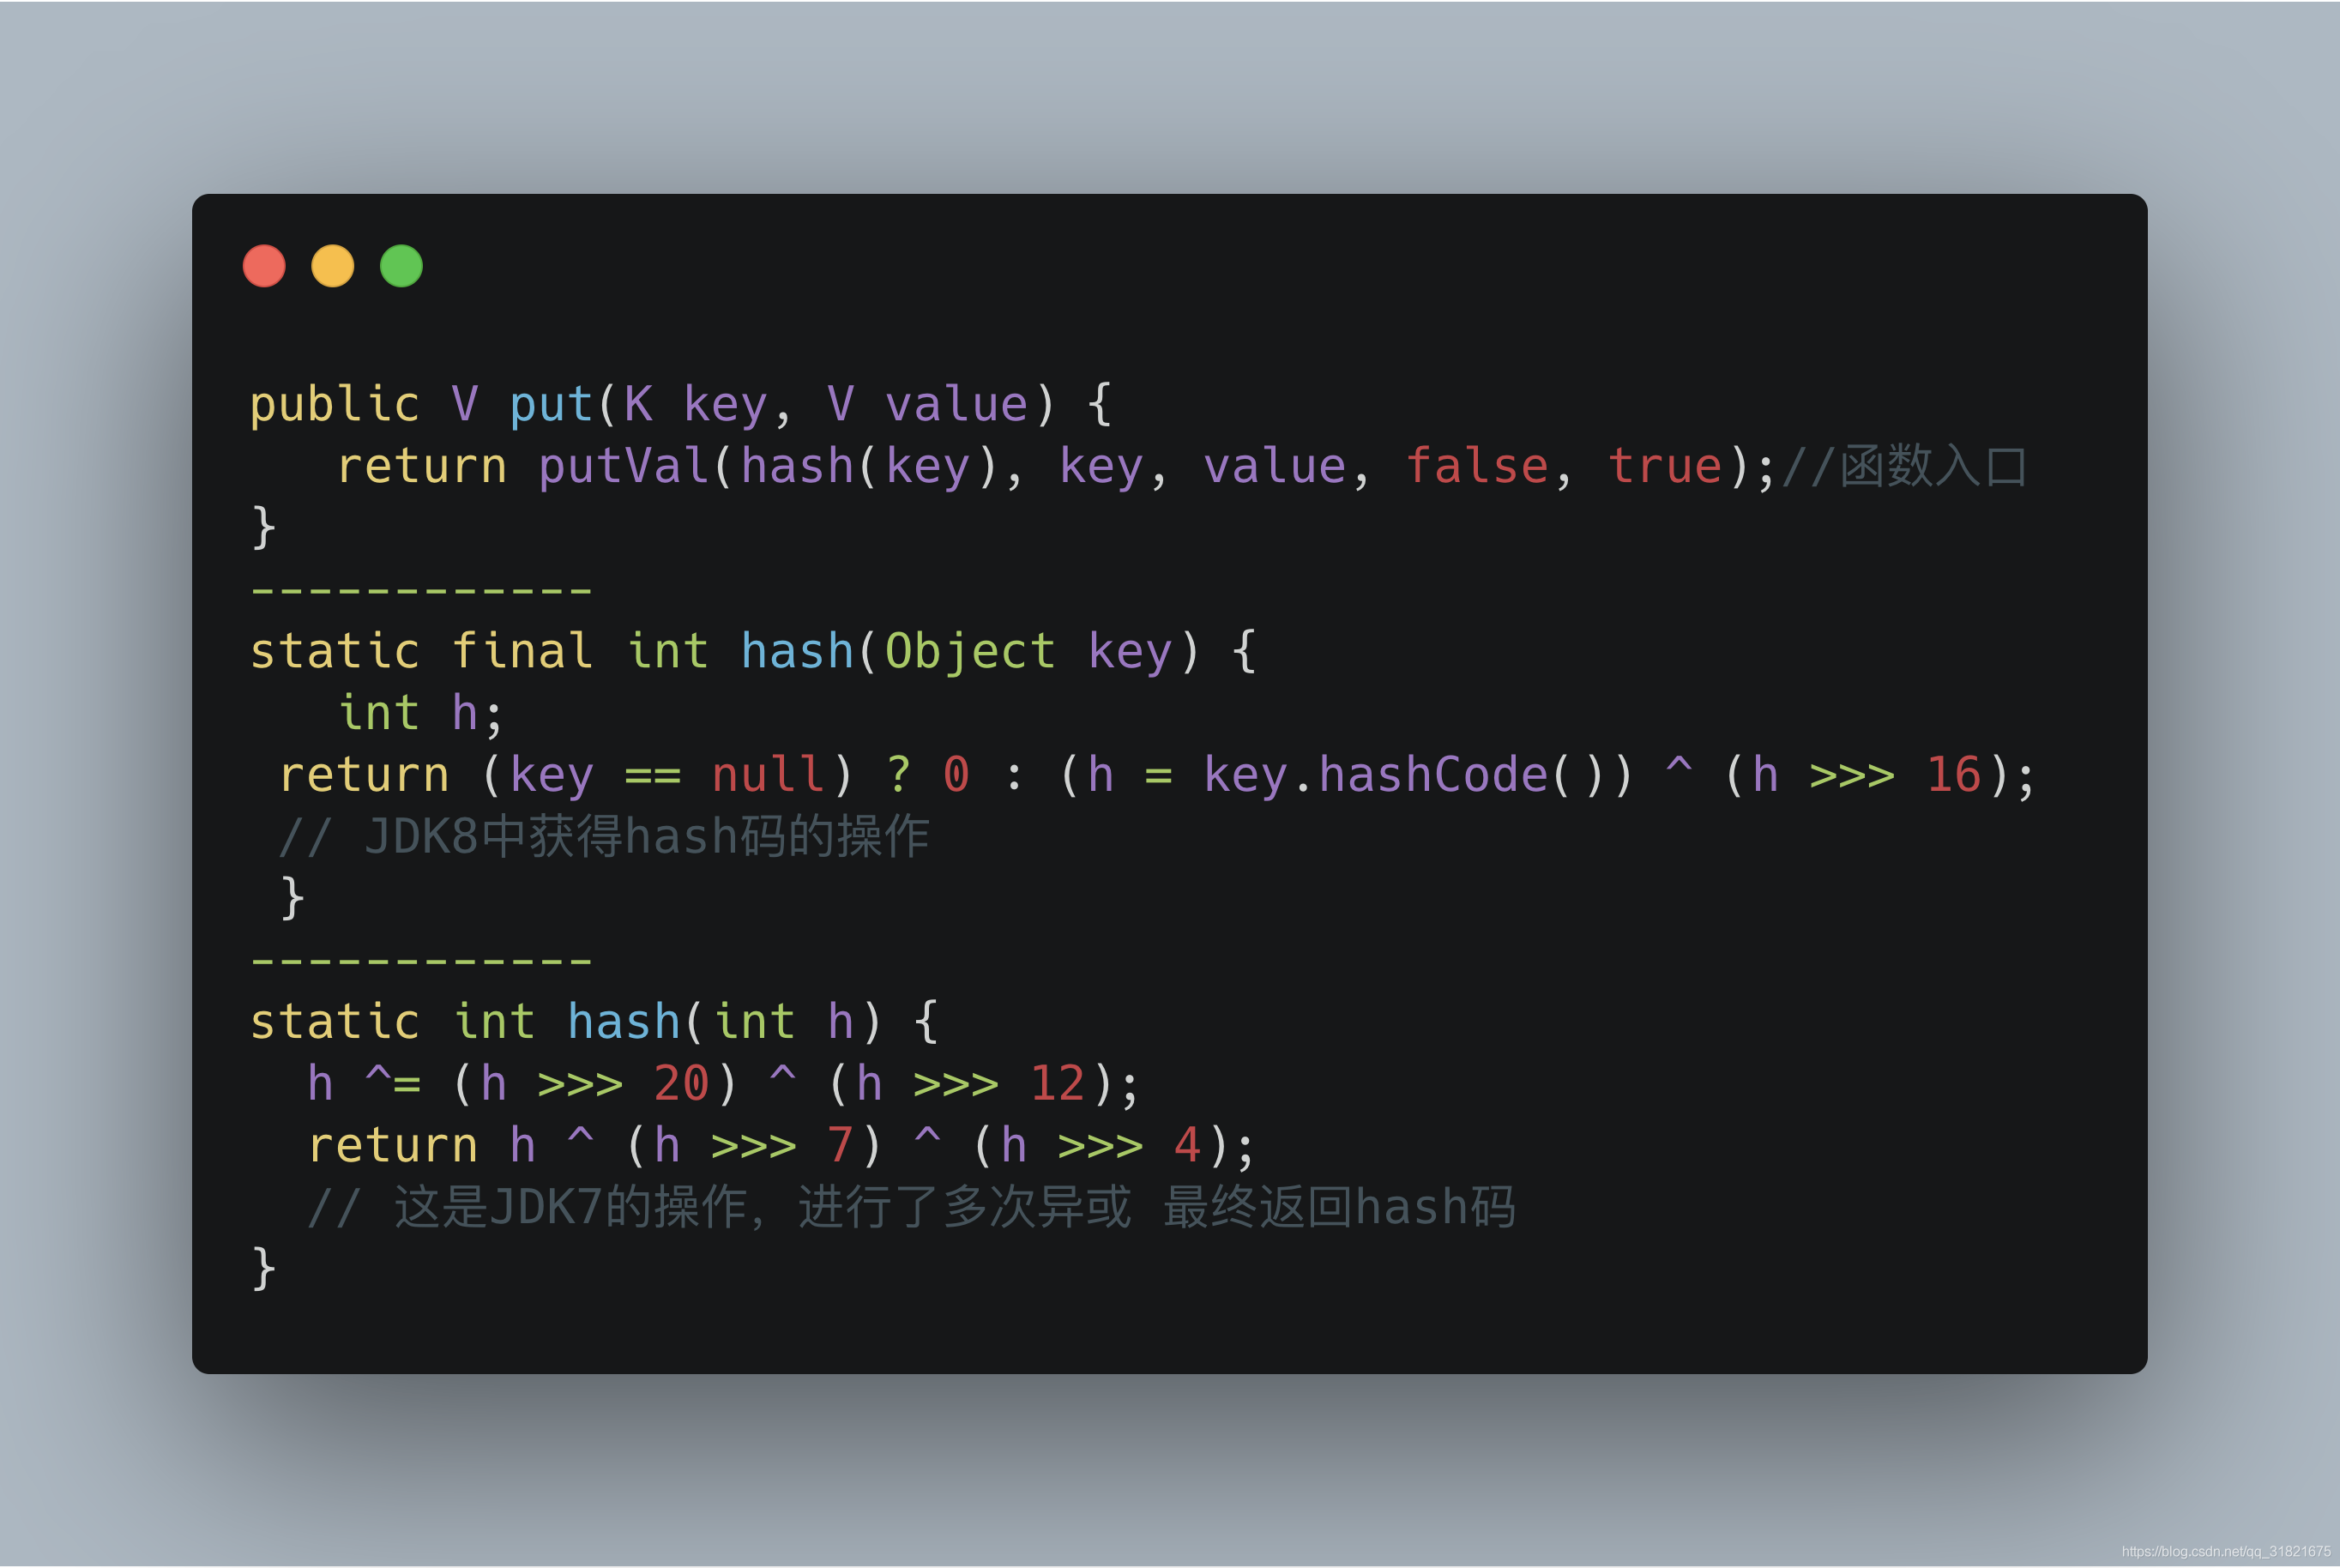 public V put(K key, V value) {
   return putVal(hash(key), key, value, false, true);//函数入口
}
------------
static final int hash(Object key) {
   int h;
 return (key == null) ? 0 : (h = key.hashCode()) ^ (h >>> 16);
 // JDK8中获得hash码的操作
 }
------------
static int hash(int h) {
  h ^= (h >>> 20) ^ (h >>> 12);
  return h ^ (h >>> 7) ^ (h >>> 4);
  // 这是JDK7的操作，进行了多次异或 最终返回hash码
}
https://blog.csdn.net/qq_31821675